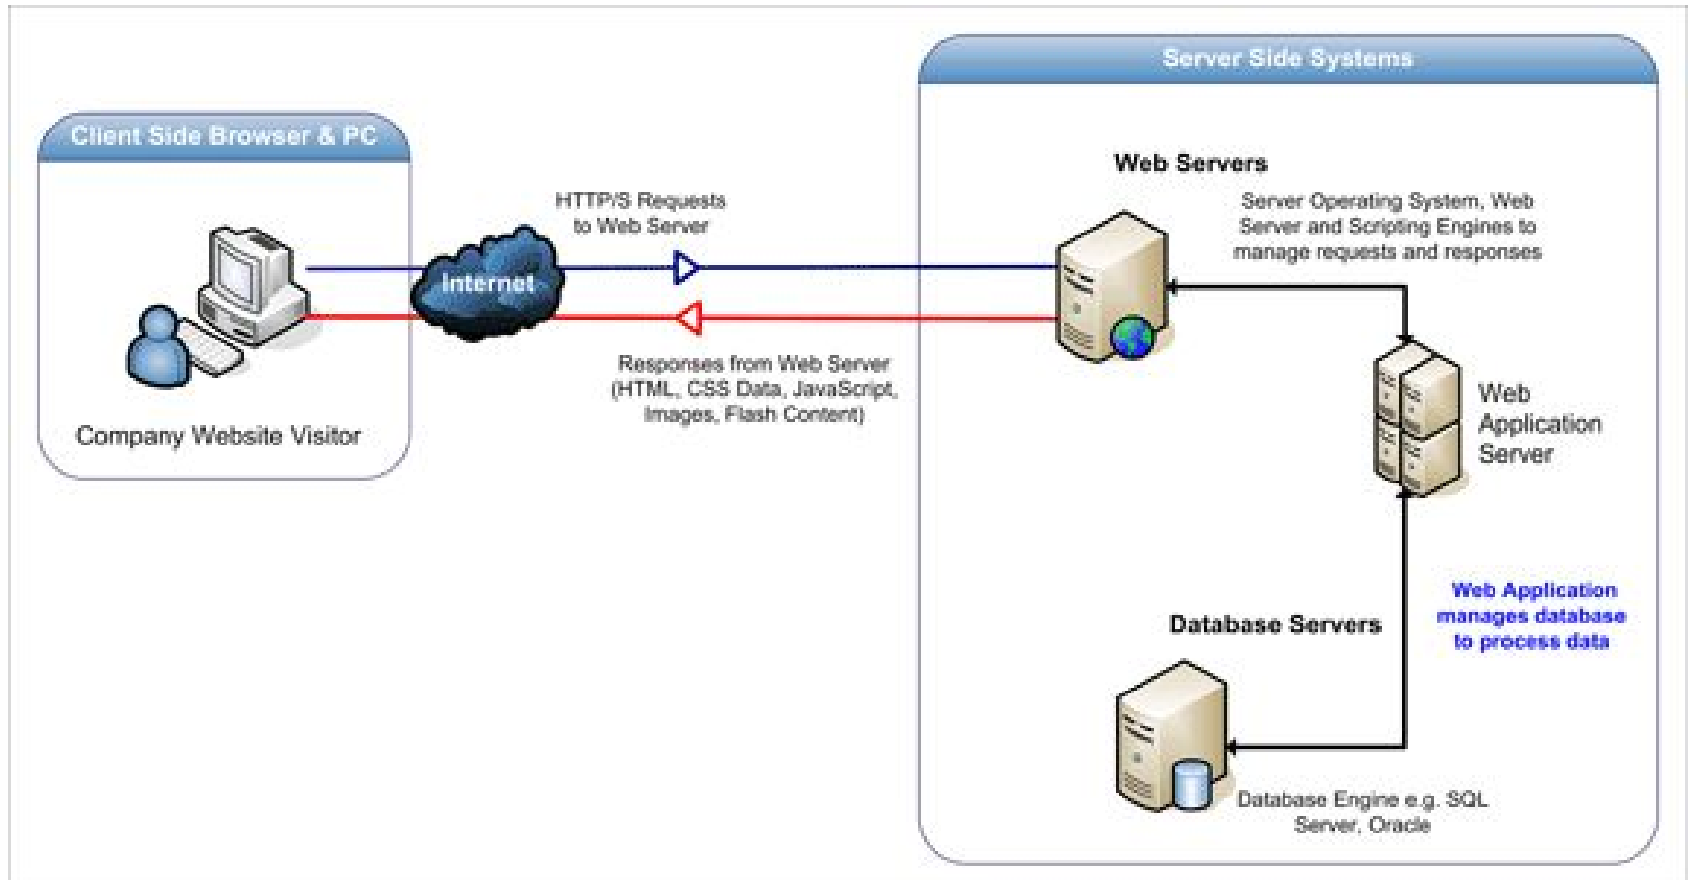 Server Side Systems
Client Side Browser & PC
Web Servers
HTTP/S Requests
to Web Server
Server Operating System, Web
Server and Scripting Engines to
manage requests and responses
Internet
Responses from Web Server
(HTML, CSS Data, JavaScript,
Images, Flash Content)
Company Website Visitor
Web
Application
Server
Web Application
manages database
to process data
Database Servers
Database Engine e.g. SQL
Server, Oracle